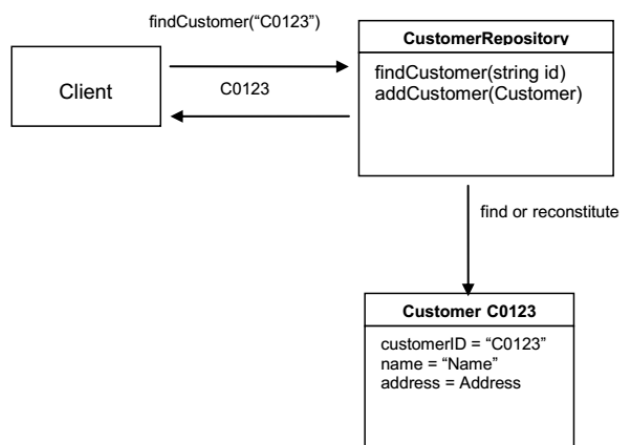 findCustomer(“C0123”)
Client
C0123
CustomerRepository
findCustomer(string id)
addCustomer(Customer)
find or reconstitute
Customer C0123
customerID = “C0123”
name = “Name”
address = Address